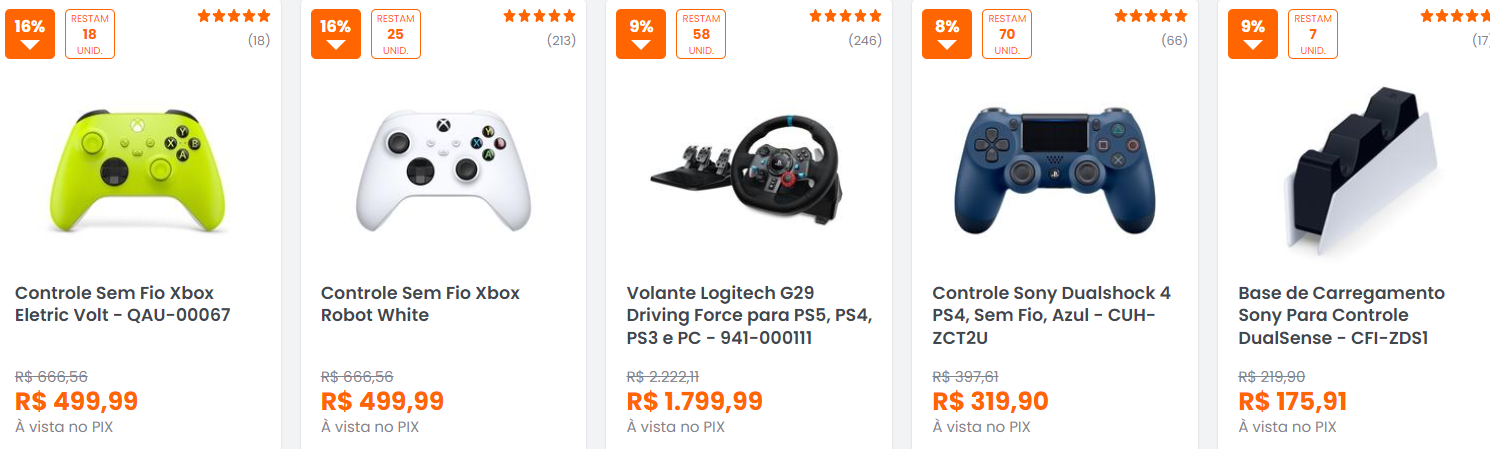 16%
RESTAM
18
UNID.
(18)
Controle Sem Fio Xbox
Eletric Volt - QAU-00067
R$ 666,56
R$ 499,99
À vista no PIX
16%
RESTAM
25
UNID.
(213)
Controle Sem Fio Xbox
Robot White
R$ 666,56
R$ 499,99
À vista no PIX
9%
RESTAM
58
UNID.
(246)
Volante Logitech G29
Driving Force para PS5, PS4,
PS3 e PC - 941-000111
R$ 2.222,11
R$ 1.799,99
À vista no PIX
8%
RESTAM
70
UNID.
(66)
Controle Sony Dualshock 4
PS4, Sem Fio, Azul - CUH-
ZCT2U
R$ 397,61
R$ 319,90
À vista no PIX
9%
RESTAM
7
UNID.
(17
Base de Carregamento
Sony Para Controle
DualSense - CFI-ZDS1
R$ 219,90
R$ 175,91
À vista no PIX